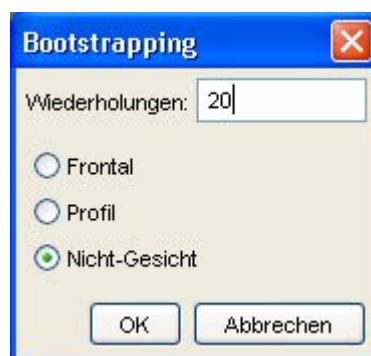 Bootstrapping
Wiederholungen: 20
Frontal
Profil
Nicht-Gesicht
OK Abbrechen